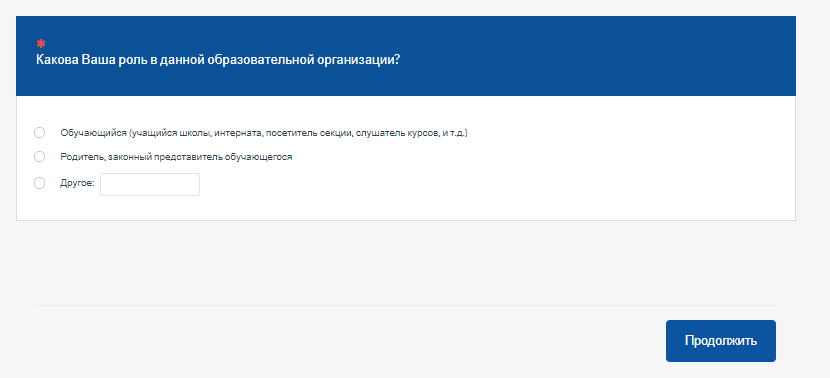 *
Какова Ваша роль в данной образовательной организации?
Обучающийся (учащийся школы, интерната, посетитель секции, слушатель курсов, и т.д.)
Родитель, законный представитель обучающегося
Другое:
Продолжить